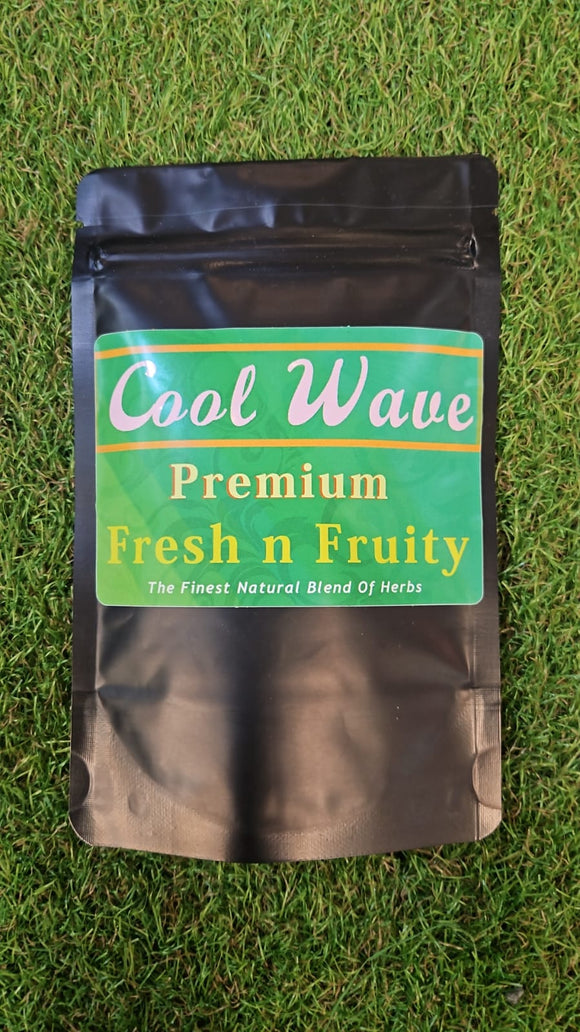 Cool Wave
Premium
Fresh n Fruity
The Finest Natural Blend Of Herbs